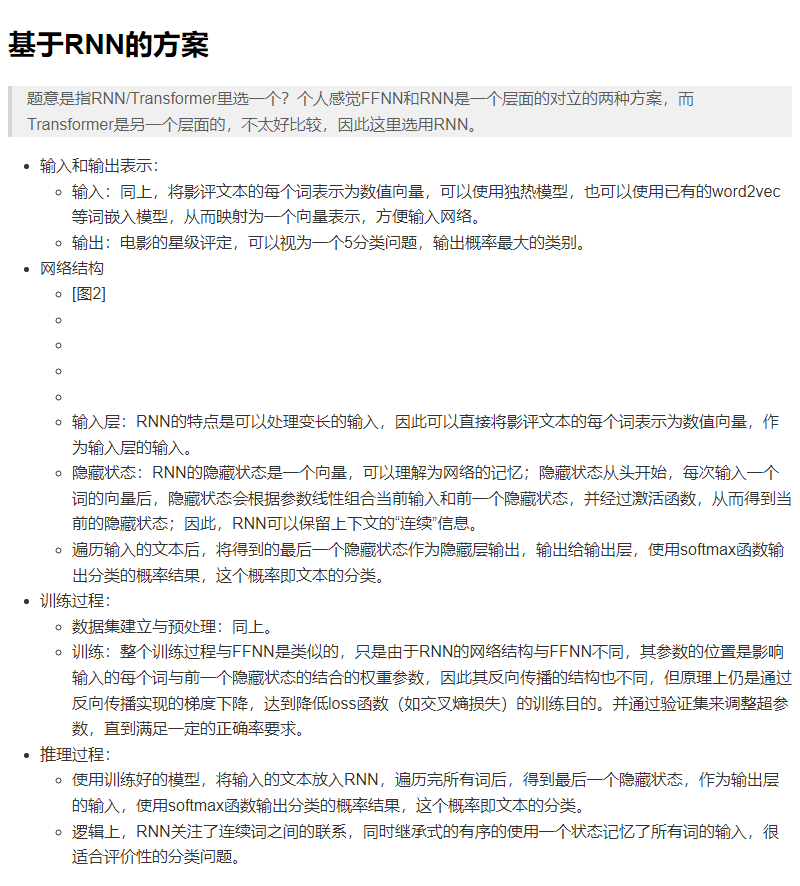 基于RNN的方案
题意是指RNN/Transformer里选一个？个人感觉FFNN和RNN是一个层面的对立的两种方案，而
Transformer是另一个层面的，不太好比较，因此这里选用RNN。
输入和输出表示：
输入：同上，将影评文本的每个词表示为数值向量，可以使用独热模型，也可以使用已有的word2vec
等词嵌入模型，从而映射为一个向量表示，方便输入网络。
输出：电影的星级评定，可以视为一个5分类问题，输出概率最大的类别。
网络结构
[图2]
输入层：RNN的特点是可以处理变长的输入，因此可以直接将影评文本的每个词表示为数值向量，作
为输入层的输入。
隐藏状态：RNN的隐藏状态是一个向量，可以理解为网络的记忆；隐藏状态从头开始，每次输入一个
词的向量后，隐藏状态会根据参数线性组合当前输入和前一个隐藏状态，并经过激活函数，从而得到当
前的隐藏状态；因此，RNN可以保留上下文的“连续”信息。
遍历输入的文本后，将得到的最后一个隐藏状态作为隐藏层输出，输出给输出层，使用softmax函数输
出分类的概率结果，这个概率即文本的分类。
训练过程：
数据集建立与预处理：同上。
训练：整个训练过程与FFNN是类似的，只是由于RNN的网络结构与FFNN不同，其参数的位置是影响
输入的每个词与前一个隐藏状态的结合的权重参数，因此其反向传播的结构也不同，但原理上仍是通过
反向传播实现的梯度下降，达到降低loss函数（如交叉熵损失）的训练目的。并通过验证集来调整超参
数，直到满足一定的正确率要求。
推理过程：
使用训练好的模型，将输入的文本放入RNN，遍历完所有词后，得到最后一个隐藏状态，作为输出层
的输入，使用softmax函数输出分类的概率结果，这个概率即文本的分类。
逻辑上，RNN关注了连续词之间的联系，同时继承式的有序的使用一个状态记忆了所有词的输入，很
适合评价性的分类问题。